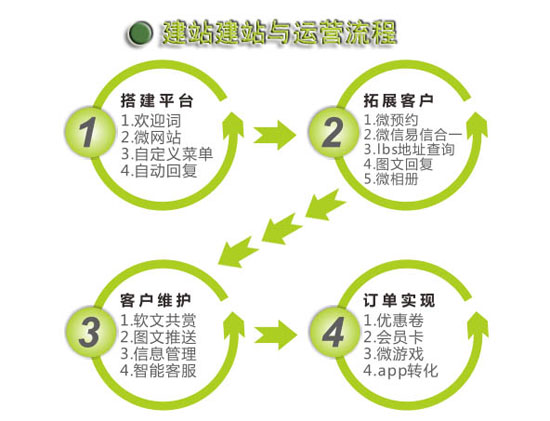 建站建站与运营流程
1
搭建平台
1.欢迎词
2.微网站
3.自定义菜单
4.自动回复
2
拓展客户
1.微预约
2.微信易信合一
3.lbs地址查询
4.图文回复
5.微相册
3
客户维护
1.软文共赏
2.图文推送
3.信息管理
4.智能客服
4
订单实现
1.优惠卷
2.会员卡
3.微游戏
4.app转化